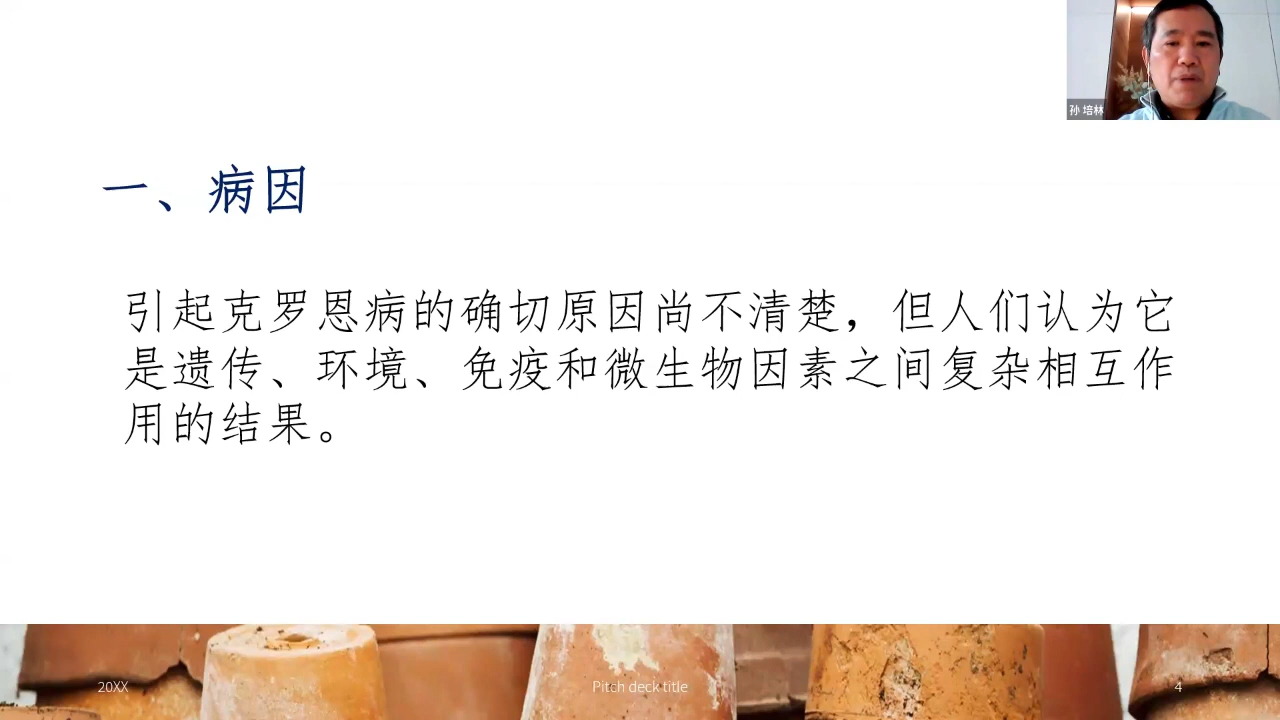 孙 培林
一、病因
引起克罗恩病的确切原因尚不清楚，但人们认为它
是遗传、环境、免疫和微生物因素之间复杂相互作
用的结果。
20XX
Pitch deck title
4